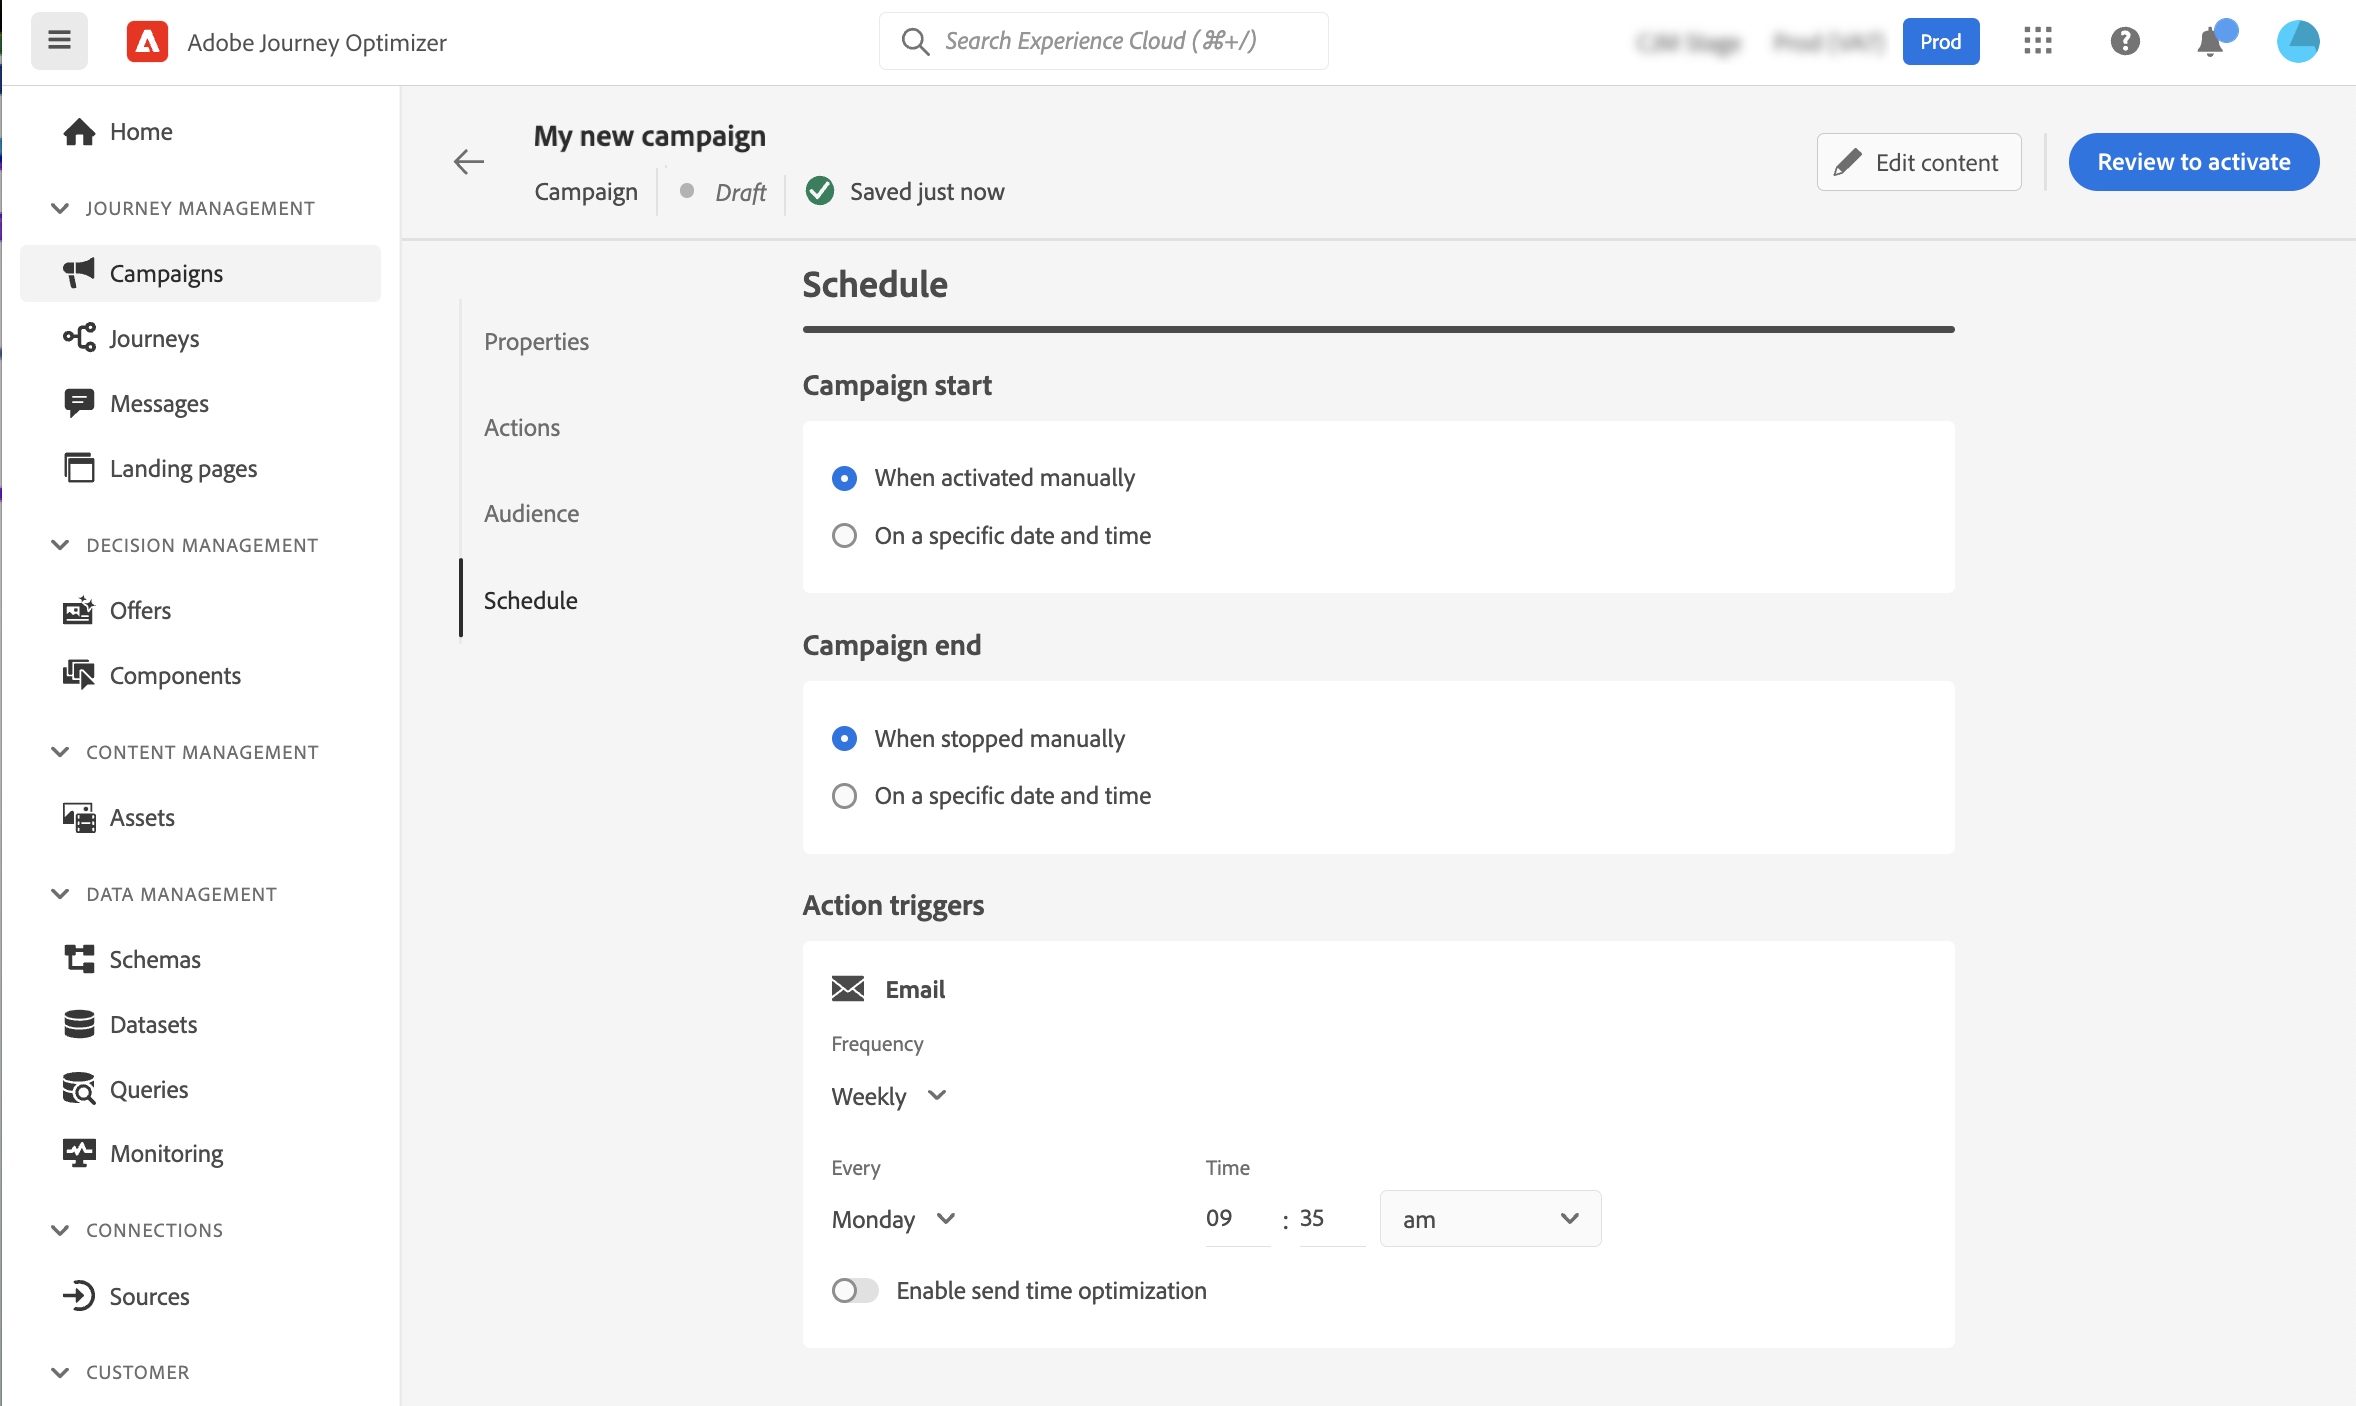 Adobe Journey Optimizer
Search Experience Cloud (⌘+/)
Prod
Home
JOURNEY MANAGEMENT
Campaigns
Journeys
Messages
Landing pages
DECISION MANAGEMENT
Offers
Components
CONTENT MANAGEMENT
Assets
DATA MANAGEMENT
Schemas
Datasets
Queries
Monitoring
CONNECTIONS
Sources
CUSTOMER
My new campaign
Campaign Draft Saved just now
Edit content
Review to activate
Properties
Actions
Audience
Schedule
Schedule
Campaign start
When activated manually
On a specific date and time
Campaign end
When stopped manually
On a specific date and time
Action triggers
Email
Frequency
Weekly
Every Time
Monday 09 : 35 am
Enable send time optimization